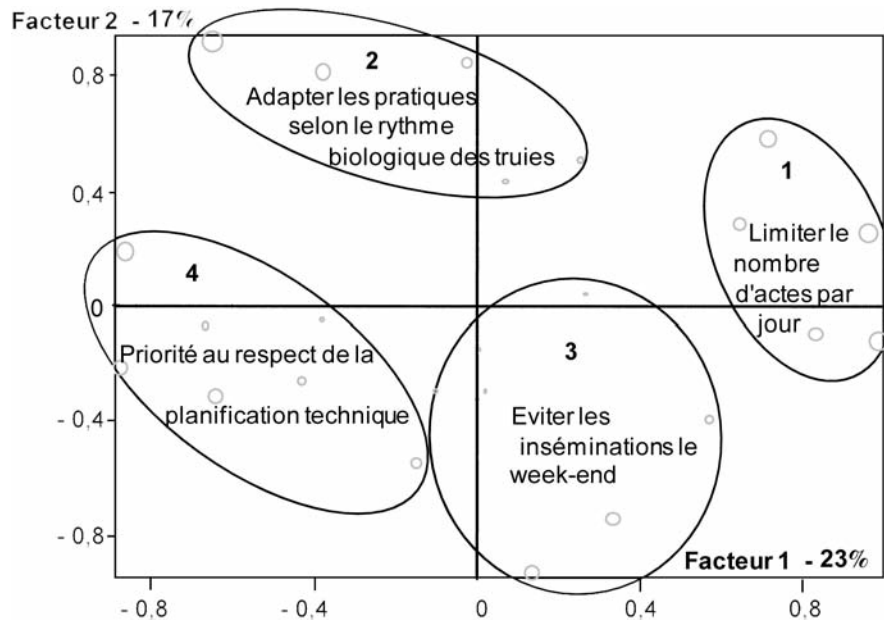 Facteur 2 - 17%
0,8
0,4
0
- 0,4
- 0,8
2
Adapter les pratiques
selon le rythme
biologique des truies
1
Limiter le
nombre
d'actes par
jour
4
Priorité au respect de la
planification technique
3
Eviter les
inséminations le
week-end
Facteur 1 - 23%
- 0,8
- 0,4
0
0,4
0,8